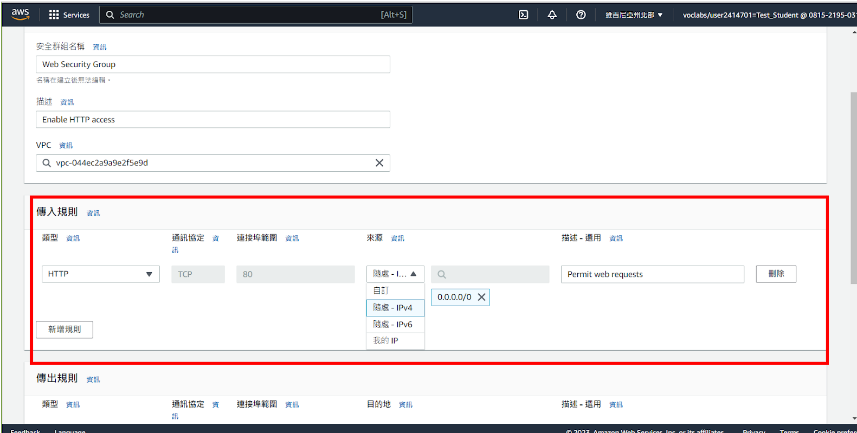 aws
Services
Search
[Alt+S]
維吉尼亞州北部 ▼
voclabs/user2414701=Test_Student @ 0815-2195-03
安全群組名稱 資訊
Web Security Group
名稱在建立後無法編輯。
描述 資訊
Enable HTTP access
VPC 資訊
vpc-044ec2a9a9e2f5e9d
傳入規則 資訊
類型 資訊
通訊協定 資訊
連接埠範圍 資訊
來源 資訊
描述 - 選用 資訊
HTTP
TCP
80
隨處 - I...
Permit web requests
刪除
自訂
隨處 - IPv4
隨處 - IPv6
我的 IP
0.0.0.0/0
新增規則
傳出規則 資訊
類型 資訊
通訊協定 資訊
連接埠範圍 資訊
目的地 資訊
描述 - 選用 資訊
Feedback Language
© 2023, Amazon Web Services, Inc. or its affiliates. Privacy Terms Cookie prefer